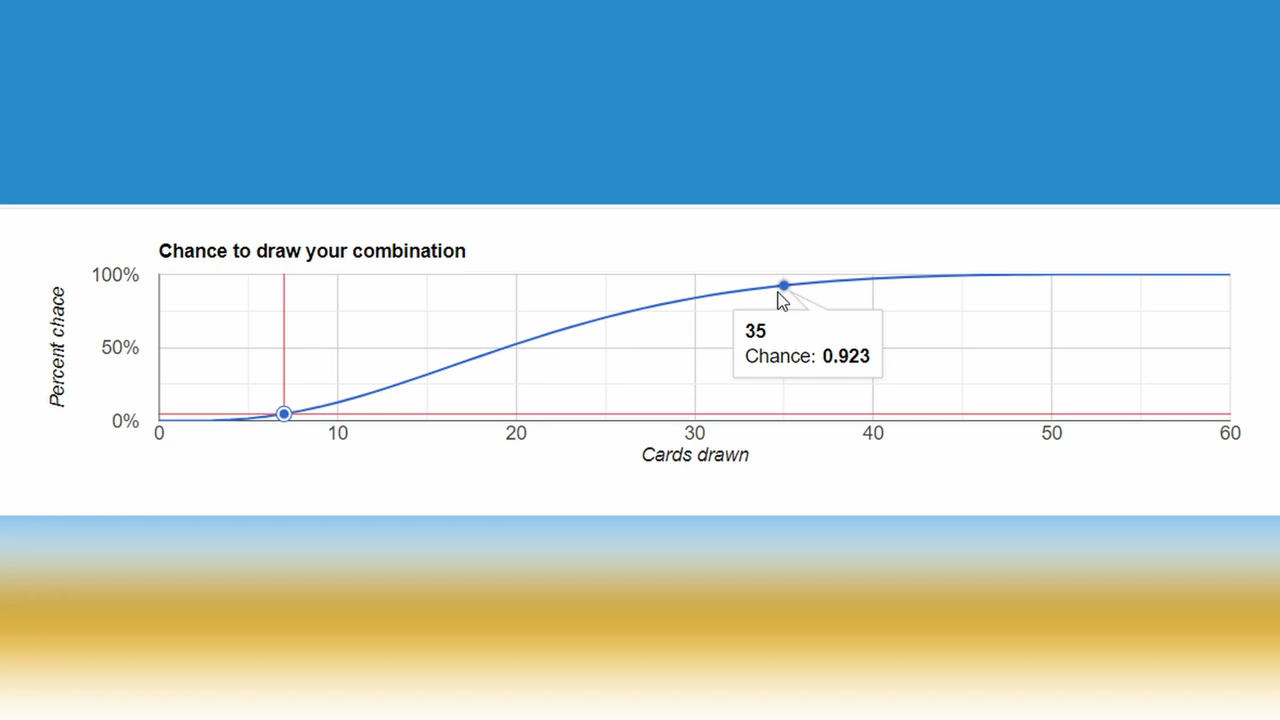 Chance to draw your combination
Percent chace
100%
50%
0%
35
Chance: 0.923
0 10 20 30 40 50 60
Cards drawn